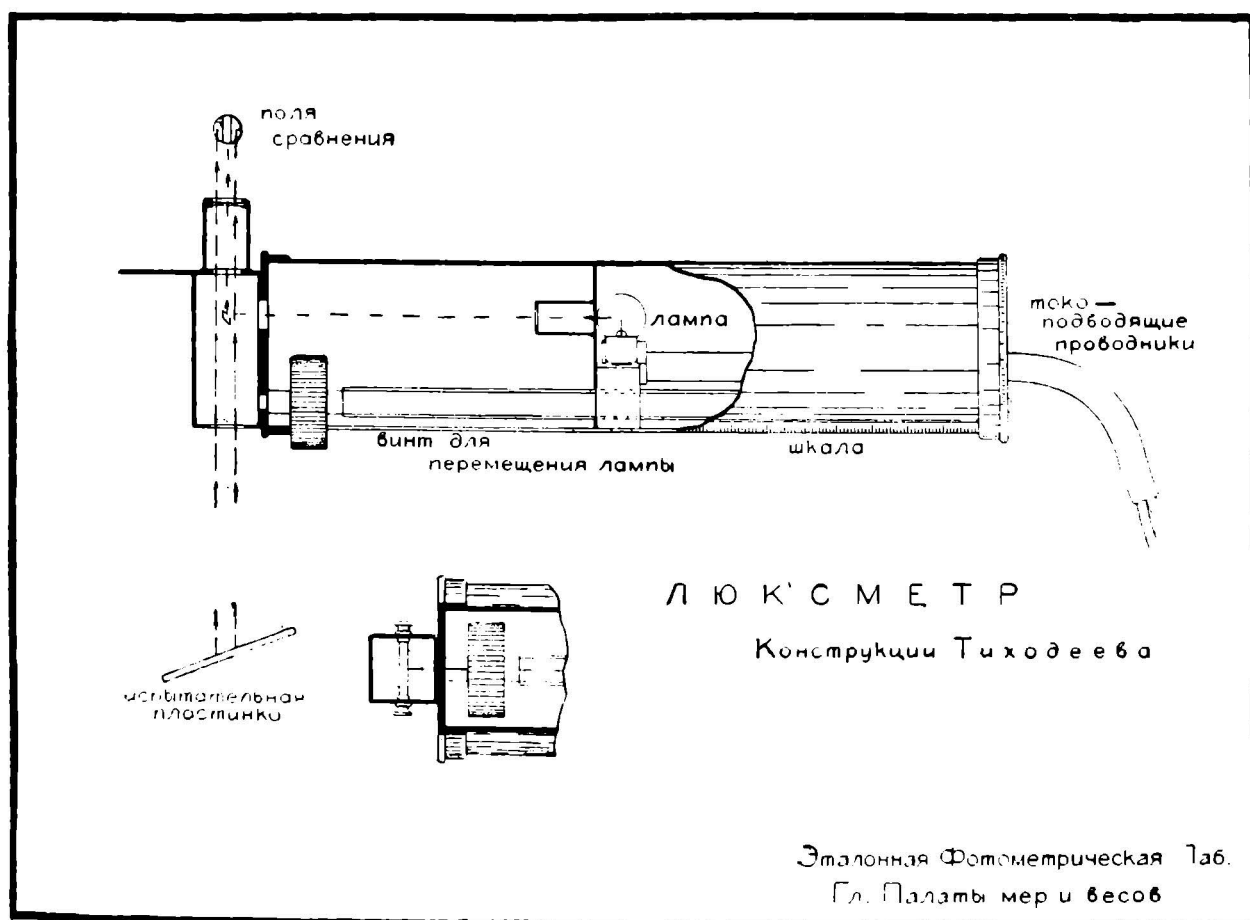 поля
сравнения
лампа
токо—
подводящие
проводники
винт для
перемещения лампы
шкала
ЛЮКСМЕТР
Конструкции Тиходеева
испытательная
пластинка
Эталонная Фотометрическая Лаб.
Гл. Палаты мер и весов